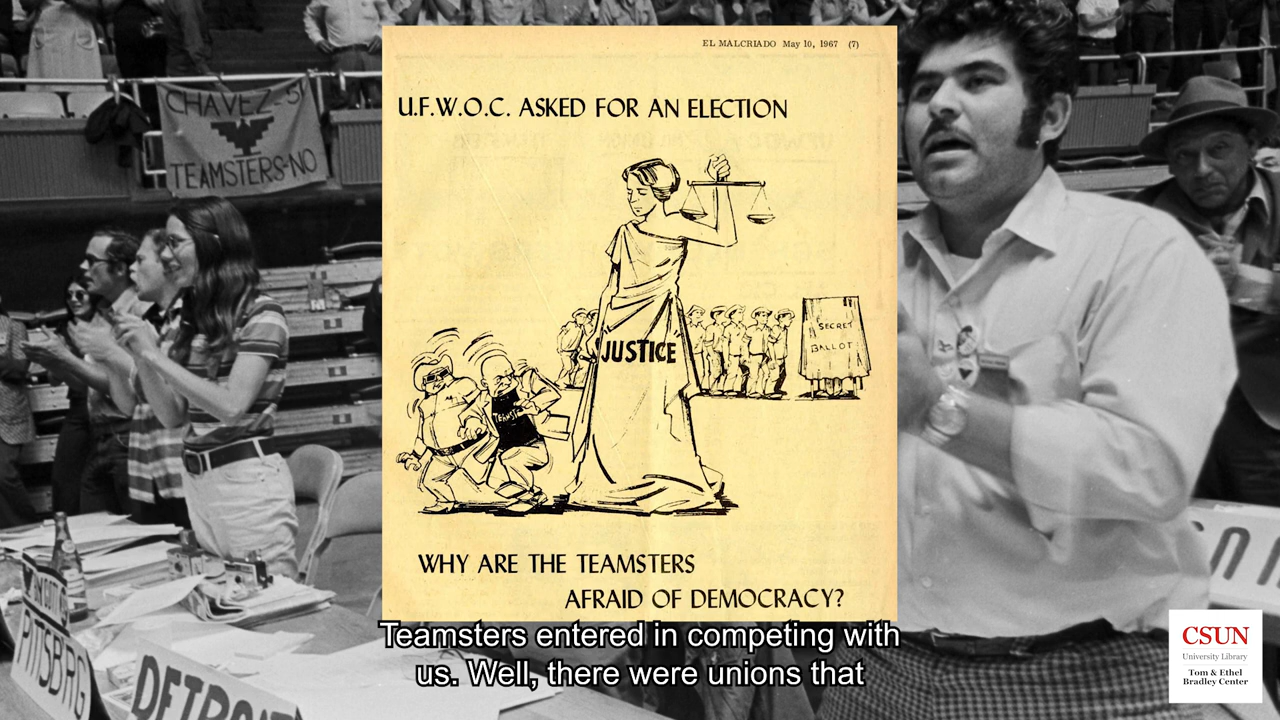 CHAVEZ-SI
TEAMSTERS-NO
EL MALCRIADO May 10, 1967 (7)
U.F.W.O.C. ASKED FOR AN ELECTION
JUSTICE
SECRET
BALLOT
WHY ARE THE TEAMSTERS
AFRAID OF DEMOCRACY?
PITTSBRG
DETROIT
Teamsters entered in competing with
us. Well, there were unions that
CSUN
University Library
Tom & Ethel
Bradley Center